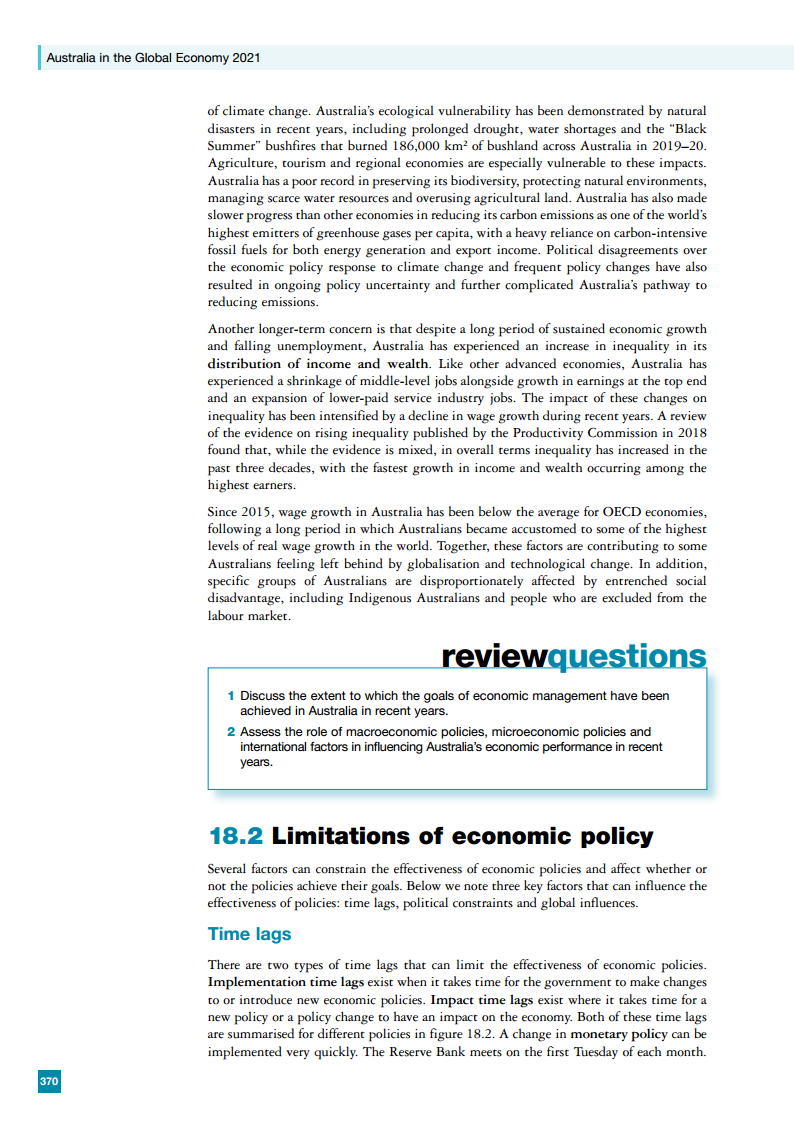 Australia in the Global Economy 2021
of climate change. Australia’s ecological vulnerability has been demonstrated by natural
disasters in recent years, including prolonged drought, water shortages and the “Black
Summer” bushfires that burned 186,000 km² of bushland across Australia in 2019–20.
Agriculture, tourism and regional economies are especially vulnerable to these impacts.
Australia has a poor record in preserving its biodiversity, protecting natural environments,
managing scarce water resources and overusing agricultural land. Australia has also made
slower progress than other economies in reducing its carbon emissions as one of the world’s
highest emitters of greenhouse gases per capita, with a heavy reliance on carbon-intensive
fossil fuels for both energy generation and export income. Political disagreements over
the economic policy response to climate change and frequent policy changes have also
resulted in ongoing policy uncertainty and further complicated Australia’s pathway to
reducing emissions.
Another longer-term concern is that despite a long period of sustained economic growth
and falling unemployment, Australia has experienced an increase in inequality in its
distribution of income and wealth. Like other advanced economies, Australia has
experienced a shrinkage of middle-level jobs alongside growth in earnings at the top end
and an expansion of lower-paid service industry jobs. The impact of these changes on
inequality has been intensified by a decline in wage growth during recent years. A review
of the evidence on rising inequality published by the Productivity Commission in 2018
found that, while the evidence is mixed, in overall terms inequality has increased in the
past three decades, with the fastest growth in income and wealth occurring among the
highest earners.
Since 2015, wage growth in Australia has been below the average for OECD economies,
following a long period in which Australians became accustomed to some of the highest
levels of real wage growth in the world. Together, these factors are contributing to some
Australians feeling left behind by globalisation and technological change. In addition,
specific groups of Australians are disproportionately affected by entrenched social
disadvantage, including Indigenous Australians and people who are excluded from the
labour market.
reviewquestions
1 Discuss the extent to which the goals of economic management have been
achieved in Australia in recent years.
2 Assess the role of macroeconomic policies, microeconomic policies and
international factors in influencing Australia’s economic performance in recent
years.
18.2 Limitations of economic policy
Several factors can constrain the effectiveness of economic policies and affect whether or
not the policies achieve their goals. Below we note three key factors that can influence the
effectiveness of policies: time lags, political constraints and global influences.
Time lags
There are two types of time lags that can limit the effectiveness of economic policies.
Implementation time lags exist when it takes time for the government to make changes
to or introduce new economic policies. Impact time lags exist where it takes time for a
new policy or a policy change to have an impact on the economy. Both of these time lags
are summarised for different policies in figure 18.2. A change in monetary policy can be
implemented very quickly. The Reserve Bank meets on the first Tuesday of each month.
370